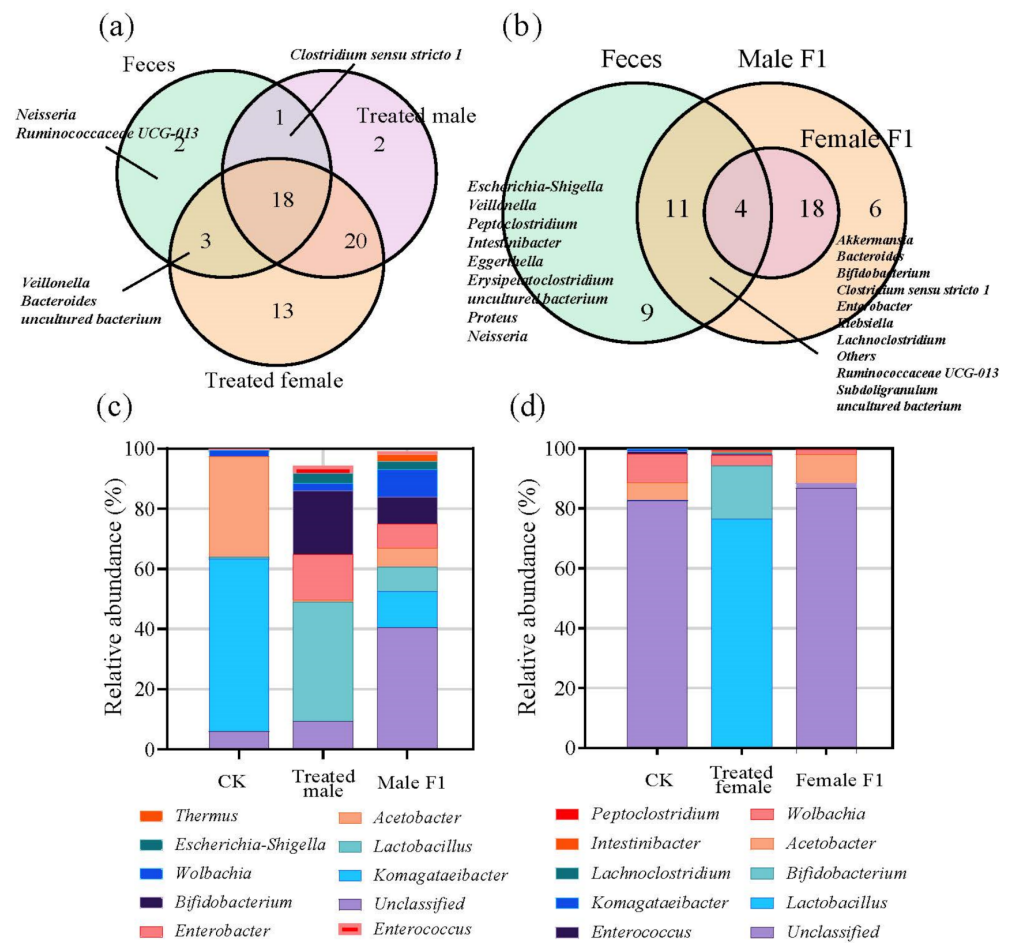 (a)
Feces
Clostridium sensu stricto 1
Neisseria
Ruminococcaceae UCG-013
Treated male
1
2
2
18
3
20
Veillonella
Bacteroides
uncultured bacterium
13
Treated female
(b)
Feces
Male F1
Female F1
Escherichia-Shigella
Veillonella
Peptoclostridium
Intestinibacter
Eggerthella
Erysipelatoclostridium
uncultured bacterium
Proteus
Neisseria
11
4
18
6
9
Akkermansia
Bacteroides
Bifidobacterium
Clostridium sensu stricto 1
Enterobacter
Klebsiella
Lachnoclostridium
Others
Ruminococcaceae UCG-013
Subdoligranulum
uncultured bacterium
(c)
Relative abundance (%)
100
80
60
40
20
0
CK
Treated
male
Male F1
Thermus
Escherichia-Shigella
Wolbachia
Bifidobacterium
Enterobacter
Acetobacter
Lactobacillus
Komagataeibacter
Unclassified
Enterococcus
(d)
Relative abundance (%)
100
80
60
40
20
0
CK
Treated
female
Female F1
Peptoclostridium
Intestinibacter
Lachnoclostridium
Komagataeibacter
Enterococcus
Wolbachia
Acetobacter
Bifidobacterium
Lactobacillus
Unclassified